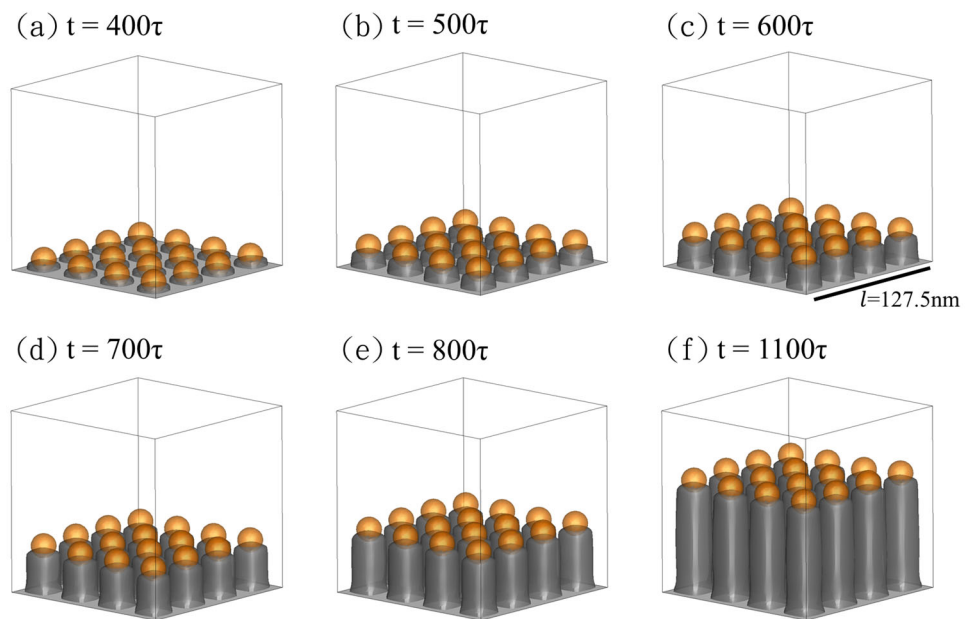 (a) t = 400τ
(b) t = 500τ
(c) t = 600τ
l=127.5nm
(d) t = 700τ
(e) t = 800τ
(f) t = 1100τ